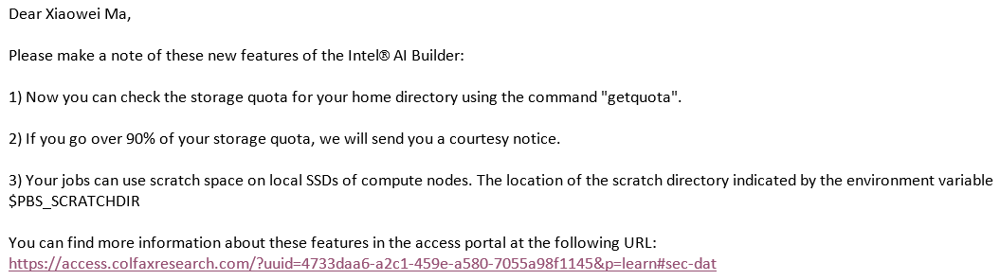 Dear Xiaowei Ma,
Please make a note of these new features of the Intel® AI Builder:
1) Now you can check the storage quota for your home directory using the command "getquota".
2) If you go over 90% of your storage quota, we will send you a courtesy notice.
3) Your jobs can use scratch space on local SSDs of compute nodes. The location of the scratch directory indicated by the environment variable
$PBS_SCRATCHDIR
You can find more information about these features in the access portal at the following URL:
https://access.colfaxresearch.com/?uuid=4733daa6-a2c1-459e-a580-7055a98f1145&p=learn#sec-dat